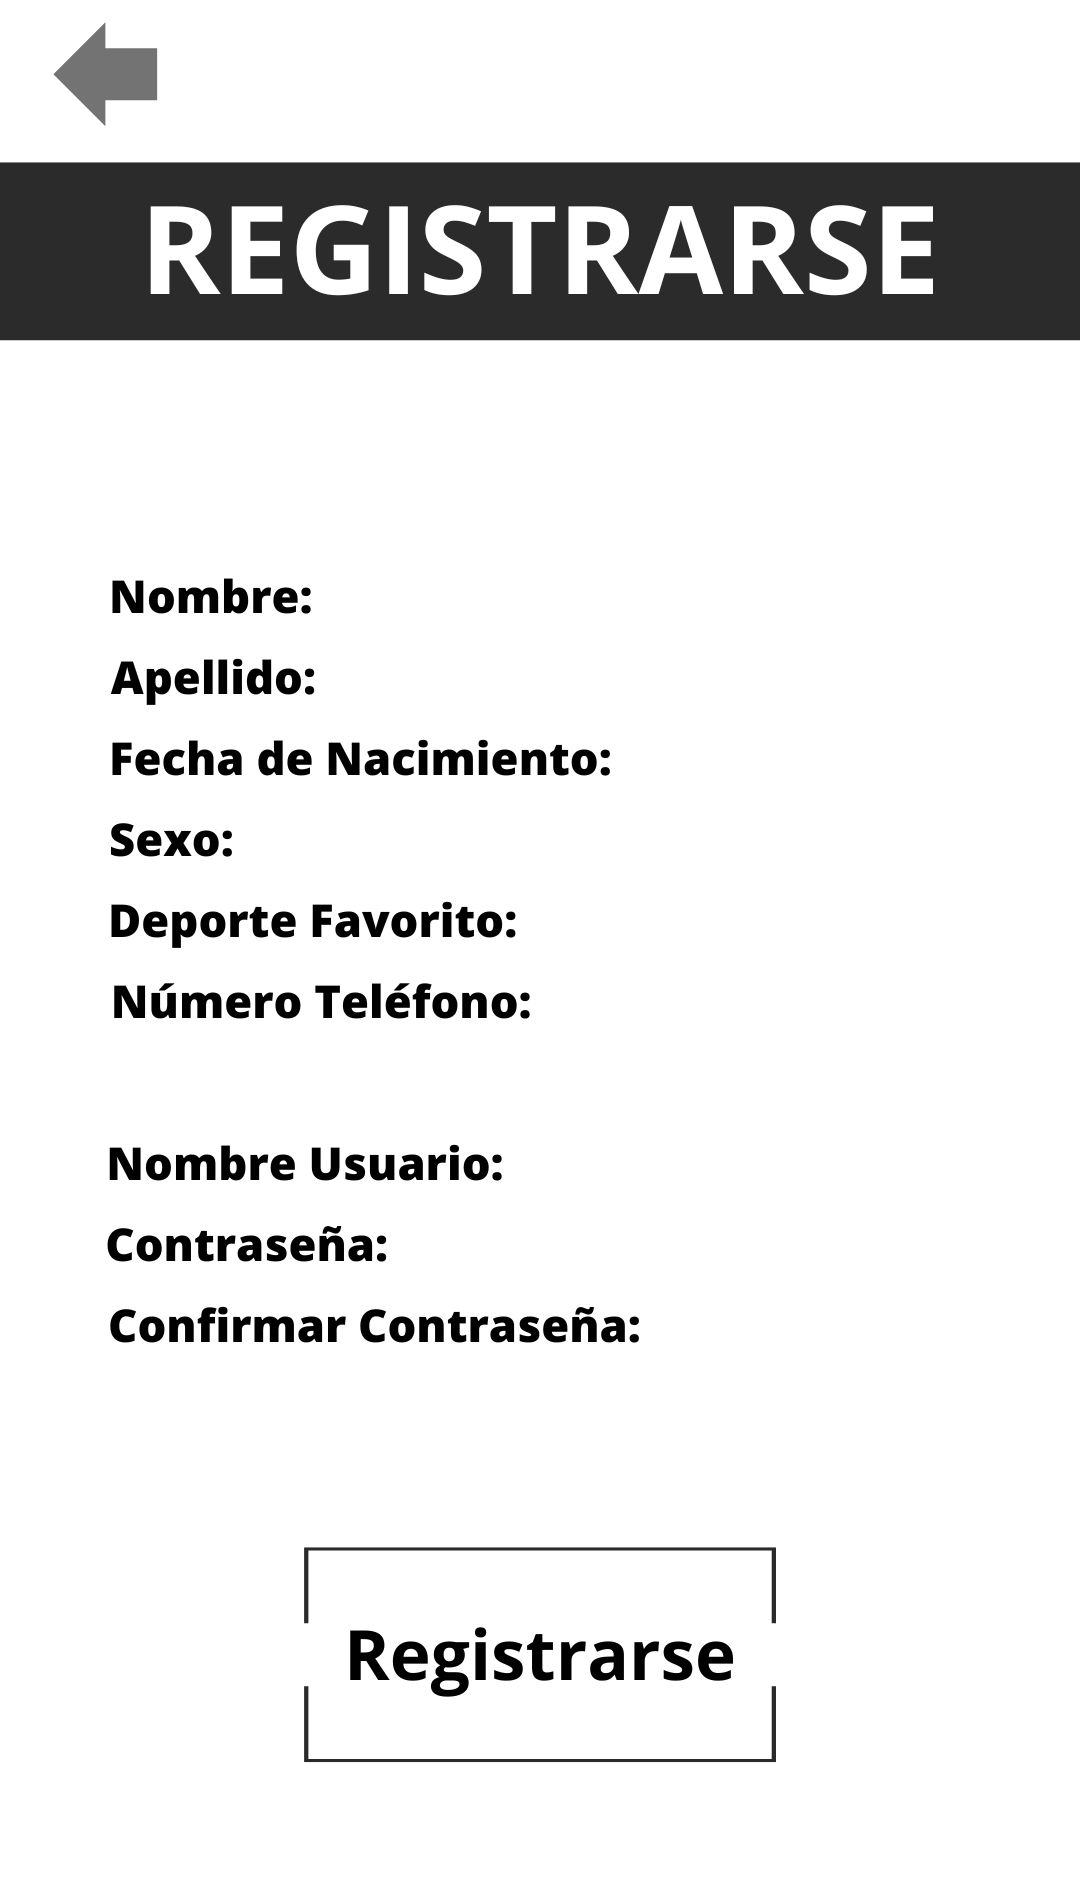 REGISTRARSE
Nombre:
Apellido:
Fecha de Nacimiento:
Sexo:
Deporte Favorito:
Número Teléfono:
Nombre Usuario:
Contraseña:
Confirmar Contraseña:
Registrarse